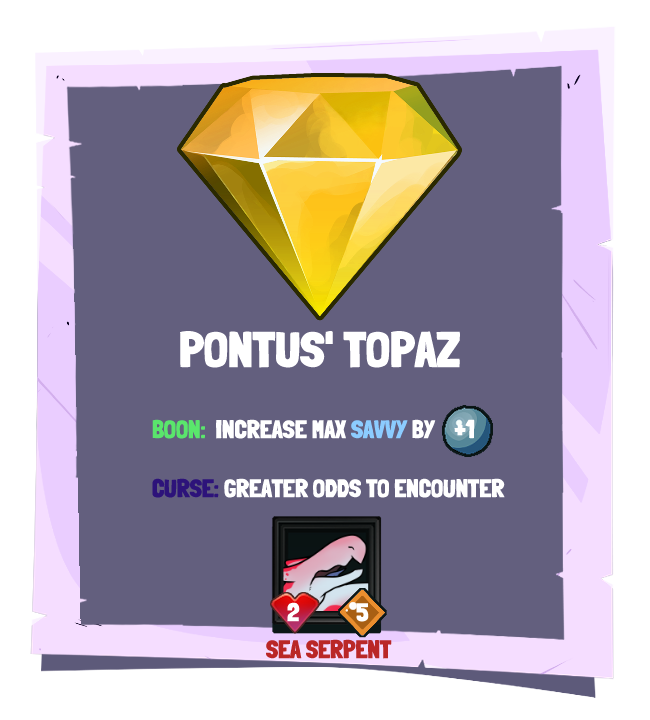 PONTUS' TOPAZ
BOON: INCREASE MAX SAVVY BY +1
CURSE: GREATER ODDS TO ENCOUNTER
2 5
SEA SERPENT